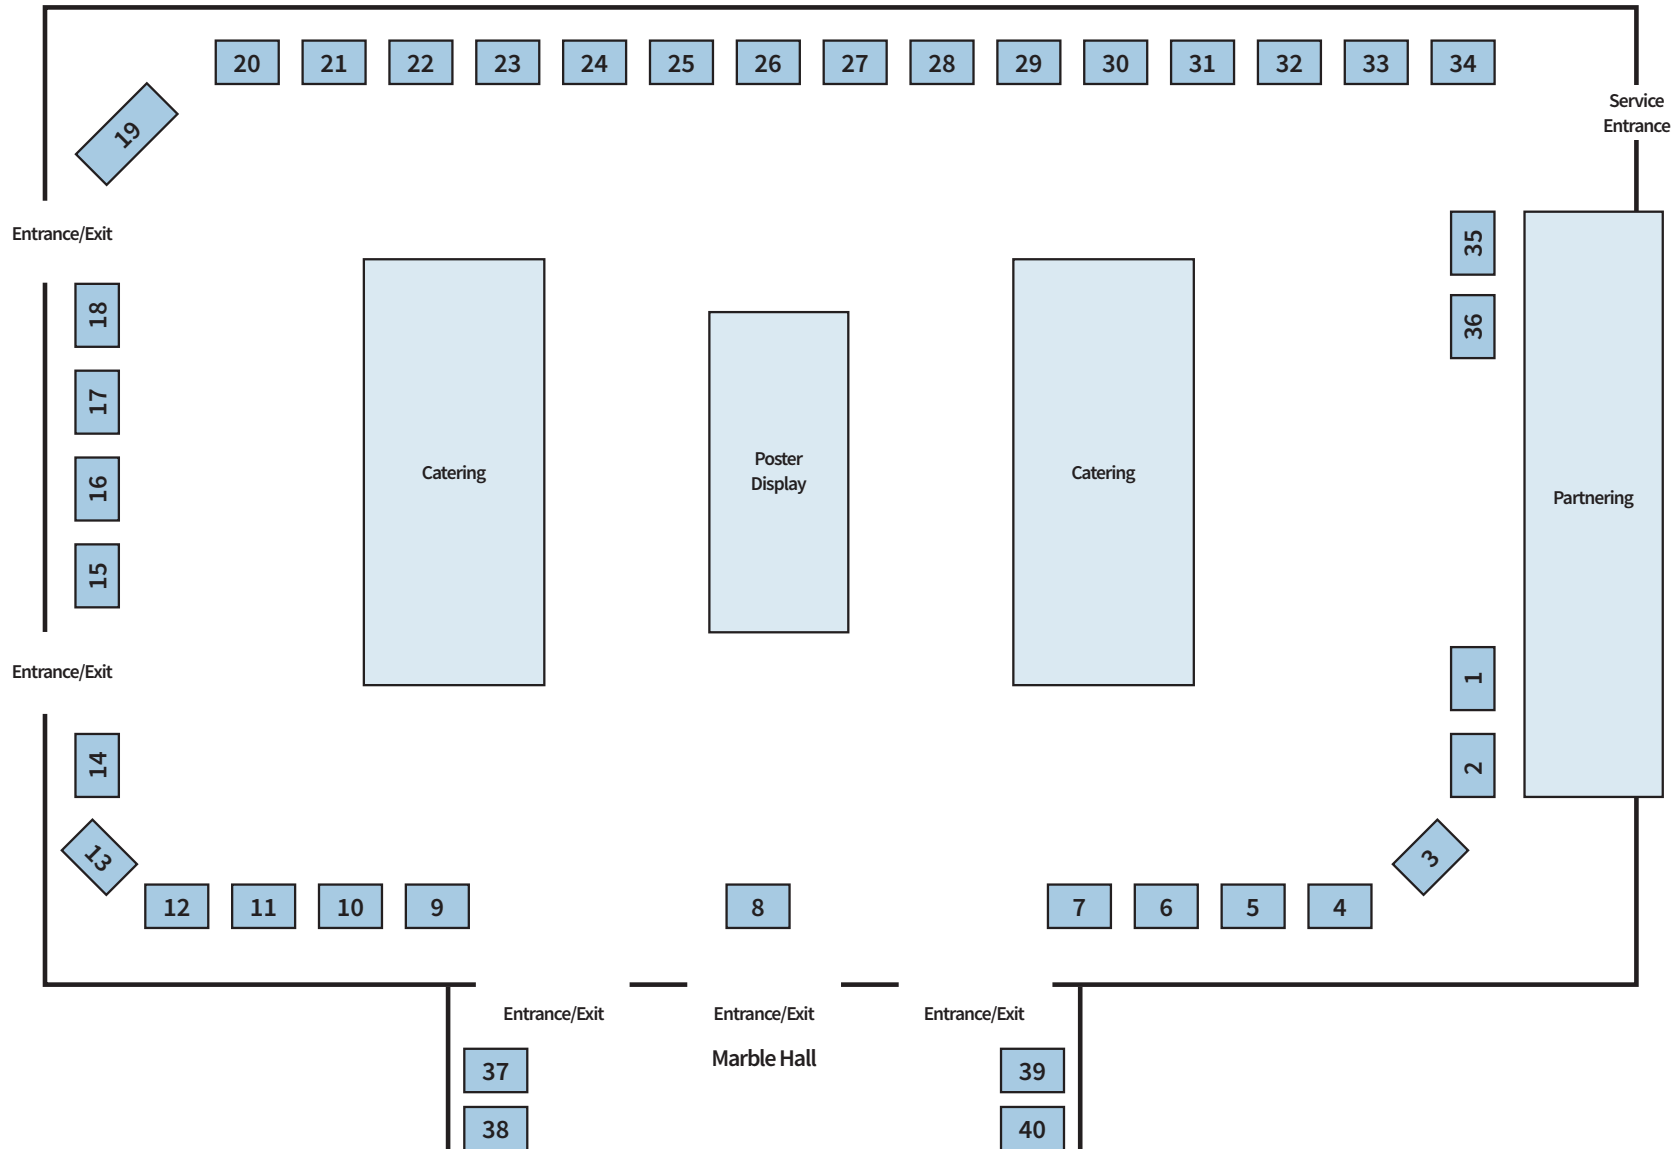 20 21 22 23 24 25 26 27 28 29 30 31 32 33 34
Service
Entrance
19
Entrance/Exit
35
18
36
17
Catering
Poster
Display
Catering
16
Partnering
15
Entrance/Exit
1
14
2
13
3
12 11 10 9 8 7 6 5 4
Entrance/Exit Entrance/Exit Entrance/Exit
Marble Hall
37 39
38 40